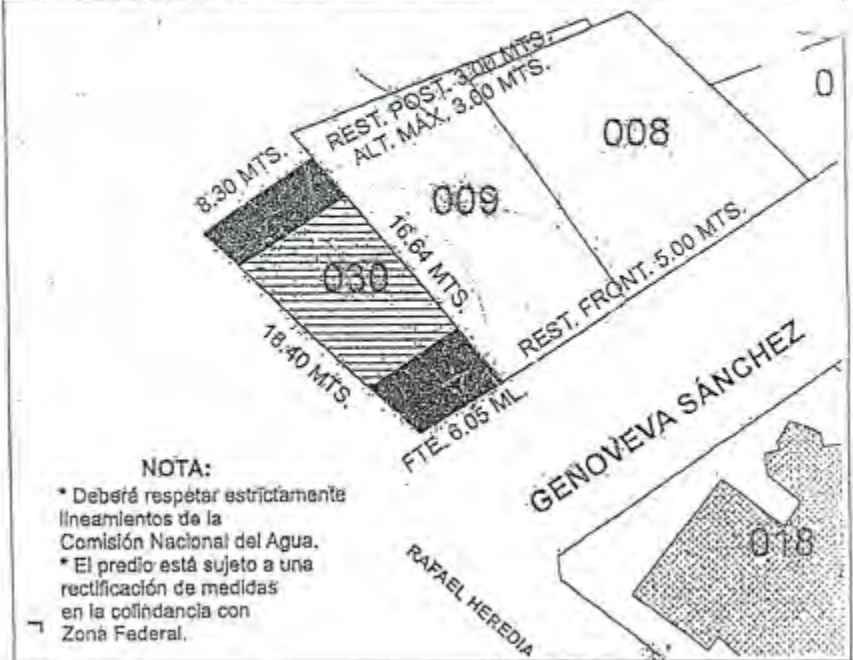 REST. POST. 3.00 MTS.
ALT. MÁX. 3.00 MTS.
0
008
8.30 MTS.
009
16.64 MTS.
030
REST. FRONT. 5.00 MTS.
18.40 MTS.
FTE. 6.05 ML.
GENOVEVA SÁNCHEZ
NOTA:
* Deberá respetar estrictamente
lineamientos de la
Comisión Nacional del Agua.
* El predio está sujeto a una
rectificación de medidas
en la colindancia con
Zona Federal.
018
RAFAEL HEREDIA